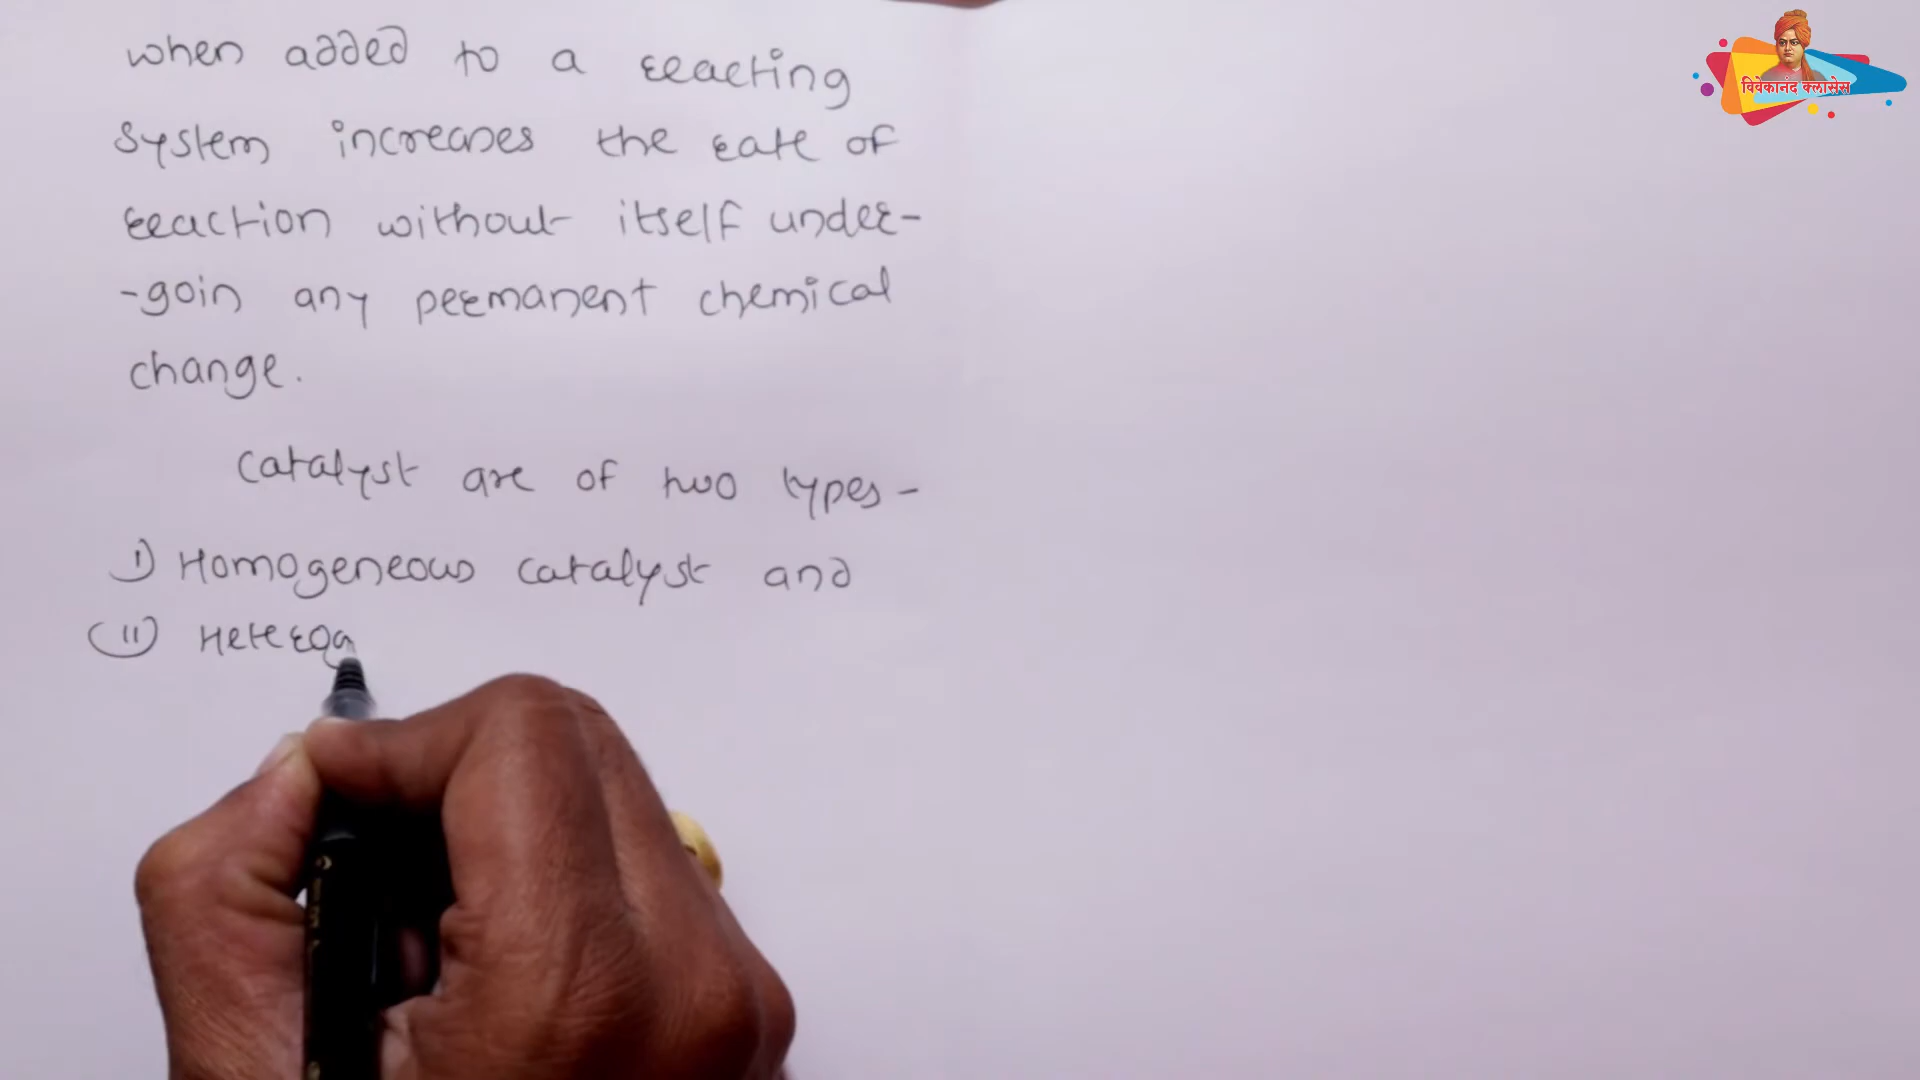 when added to a reacting
system increases the rate of
reaction without itself under-
-goin any permanent chemical
change.
catalyst are of two types-
I) Homogeneous catalyst and
(II) Heterog
विवेकानंद क्लासेस